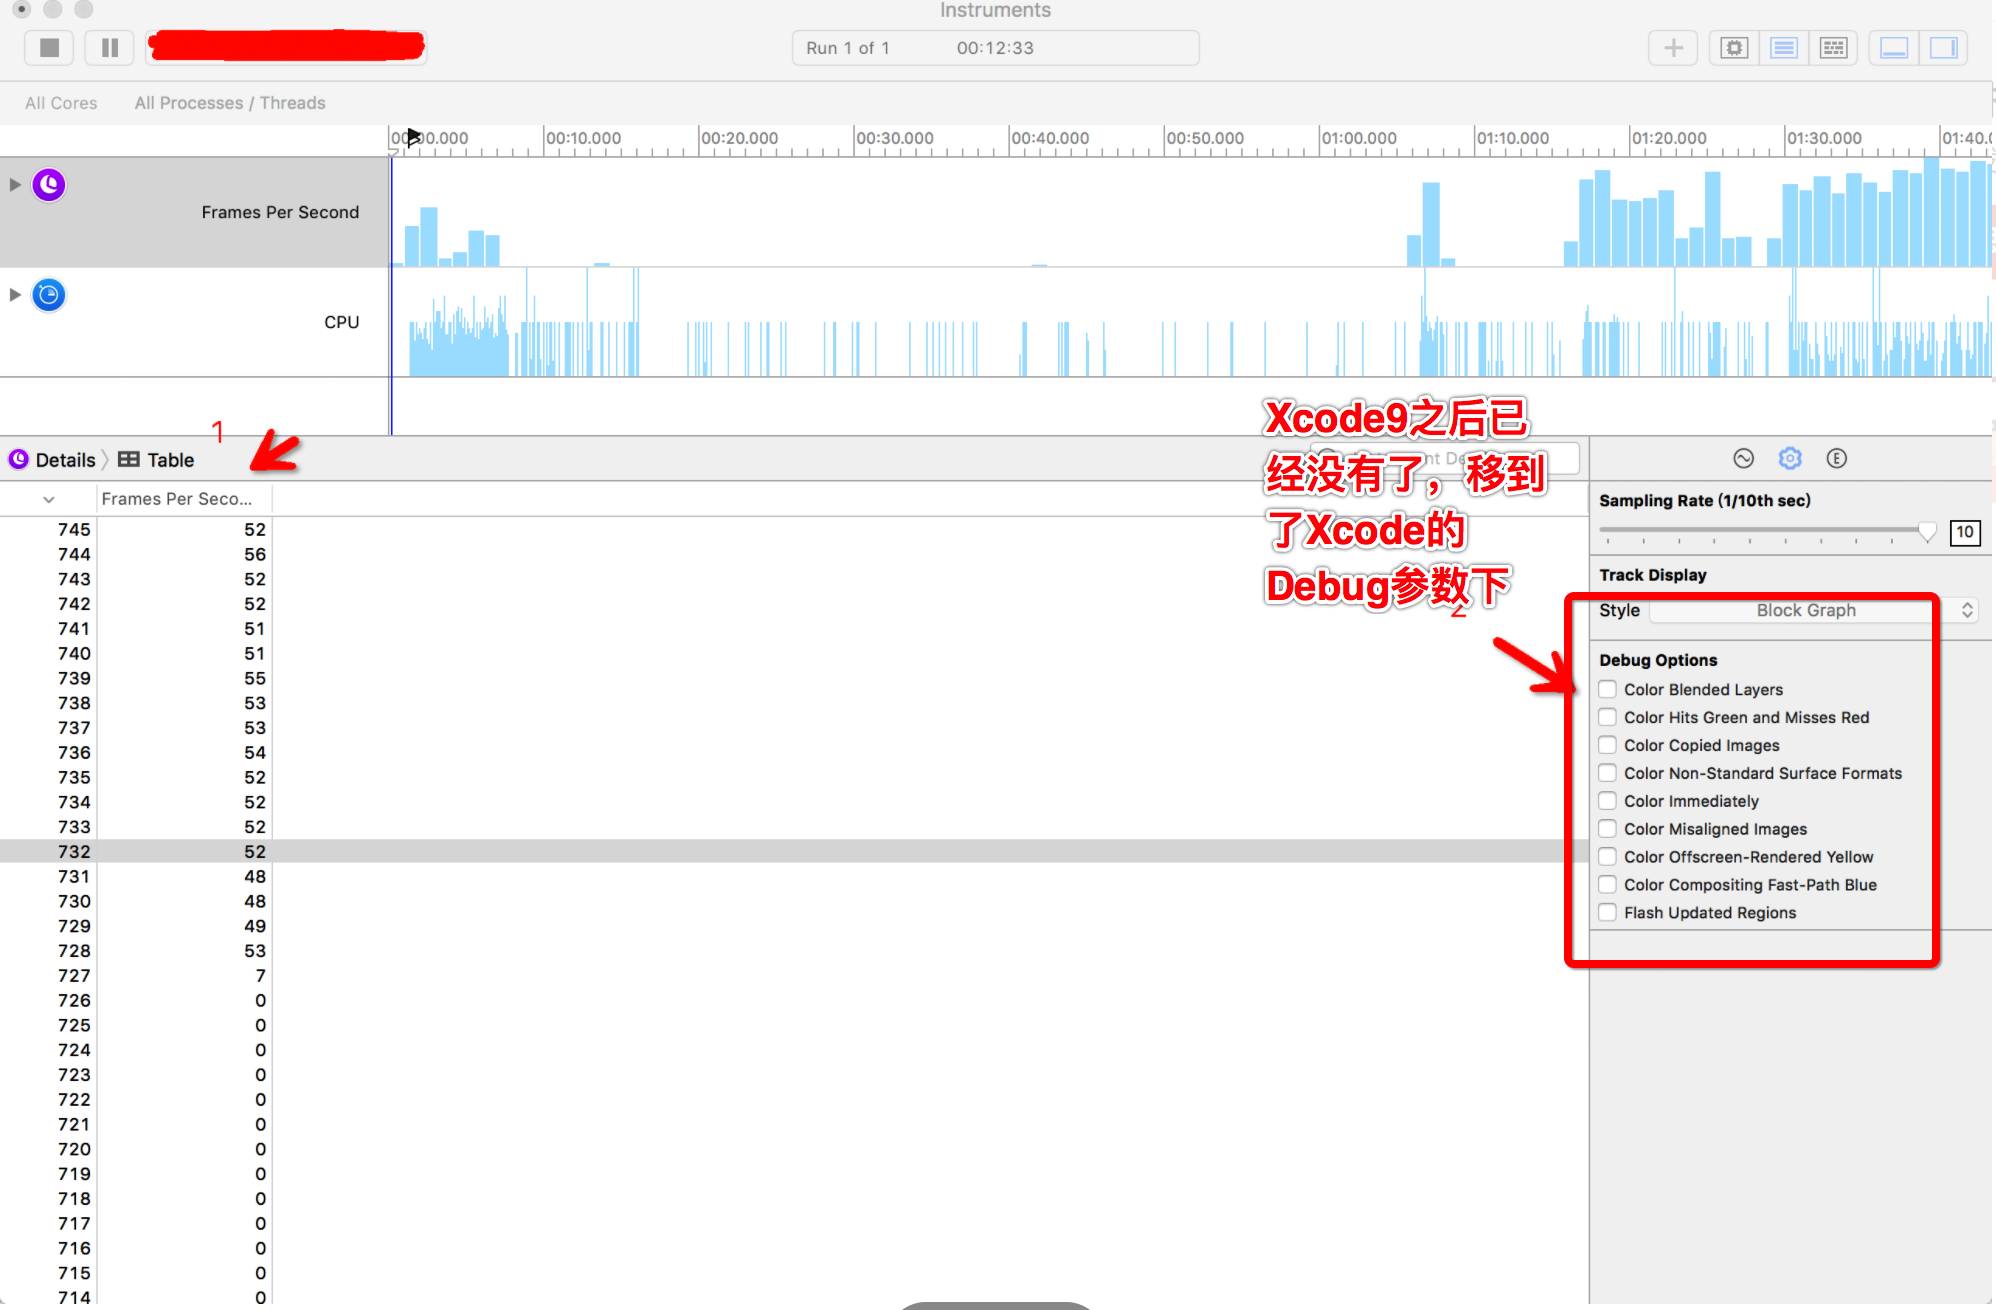 Instruments
Run 1 of 1 00:12:33
All Cores All Processes / Threads
00:00.000 00:10.000 00:20.000 00:30.000 00:40.000 00:50.000 01:00.000 01:10.000 01:20.000 01:30.000 01:40.
Frames Per Second
CPU
1
Xcode9之后已
经没有了，移到
了Xcode的
Debug参数下
2
Details Table
Frames Per Seco...
745 52
744 56
743 52
742 52
741 51
740 51
739 55
738 53
737 53
736 54
735 52
734 52
733 52
732 52
731 48
730 48
729 49
728 53
727 7
726 0
725 0
724 0
723 0
722 0
721 0
720 0
719 0
718 0
717 0
716 0
715 0
714 0
E
Sampling Rate (1/10th sec)
10
Track Display
Style Block Graph
Debug Options
Color Blended Layers
Color Hits Green and Misses Red
Color Copied Images
Color Non-Standard Surface Formats
Color Immediately
Color Misaligned Images
Color Offscreen-Rendered Yellow
Color Compositing Fast-Path Blue
Flash Updated Regions